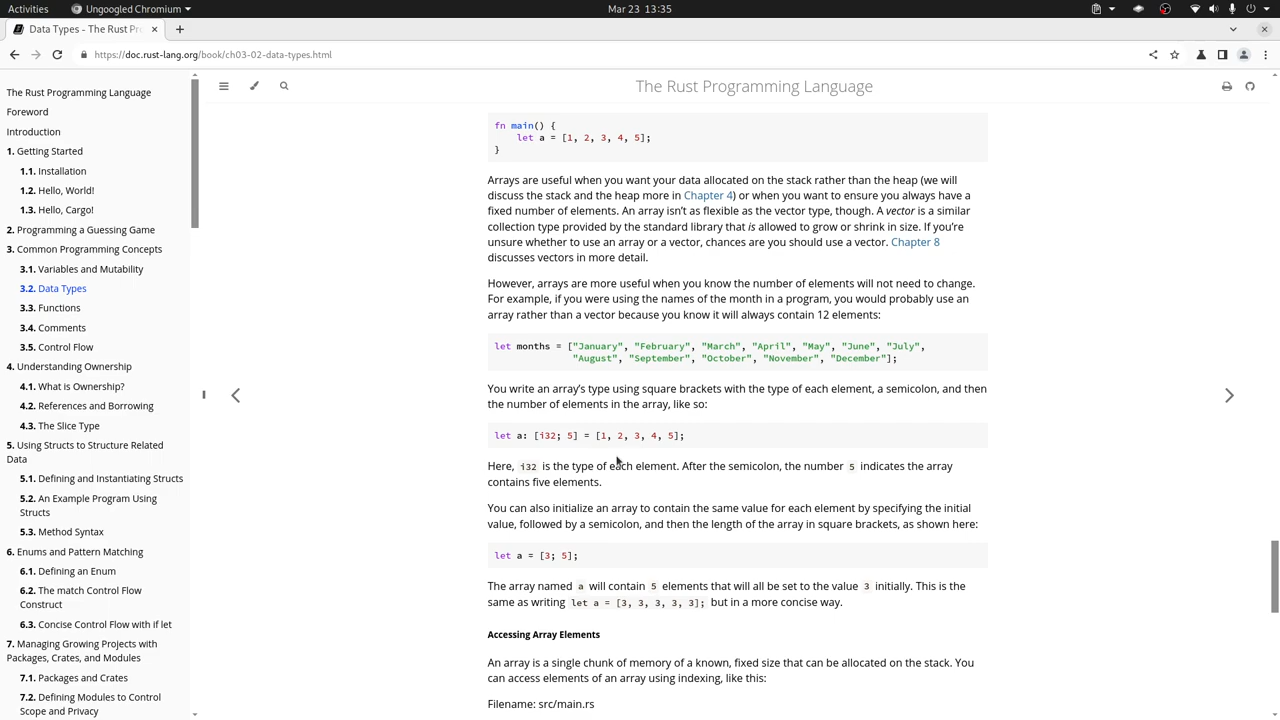 Activities
Ungoogled Chromium
Mar 23 13:35
Data Types - The Rust Pr
https://doc.rust-lang.org/book/ch03-02-data-types.html
The Rust Programming Language
Foreword
Introduction
1. Getting Started
1.1. Installation
1.2. Hello, World!
1.3. Hello, Cargo!
2. Programming a Guessing Game
3. Common Programming Concepts
3.1. Variables and Mutability
3.2. Data Types
3.3. Functions
3.4. Comments
3.5. Control Flow
4. Understanding Ownership
4.1. What is Ownership?
4.2. References and Borrowing
4.3. The Slice Type
5. Using Structs to Structure Related
Data
5.1. Defining and Instantiating Structs
5.2. An Example Program Using
Structs
5.3. Method Syntax
6. Enums and Pattern Matching
6.1. Defining an Enum
6.2. The match Control Flow
Construct
6.3. Concise Control Flow with if let
7. Managing Growing Projects with
Packages, Crates, and Modules
7.1. Packages and Crates
7.2. Defining Modules to Control
Scope and Privacy
The Rust Programming Language
fn main() {
let a = [1, 2, 3, 4, 5];
}
Arrays are useful when you want your data allocated on the stack rather than the heap (we will
discuss the stack and the heap more in Chapter 4) or when you want to ensure you always have a
fixed number of elements. An array isn't as flexible as the vector type, though. A vector is a similar
collection type provided by the standard library that is allowed to grow or shrink in size. If you're
unsure whether to use an array or a vector, chances are you should use a vector. Chapter 8
discusses vectors in more detail.
However, arrays are more useful when you know the number of elements will not need to change.
For example, if you were using the names of the month in a program, you would probably use an
array rather than a vector because you know it will always contain 12 elements:
let months = ["January", "February", "March", "April", "May", "June", "July",
"August", "September", "October", "November", "December"];
You write an array's type using square brackets with the type of each element, a semicolon, and then
the number of elements in the array, like so:
let a: [i32; 5] = [1, 2, 3, 4, 5];
Here, i32 is the type of each element. After the semicolon, the number 5 indicates the array
contains five elements.
You can also initialize an array to contain the same value for each element by specifying the initial
value, followed by a semicolon, and then the length of the array in square brackets, as shown here:
let a = [3; 5];
The array named a will contain 5 elements that will all be set to the value 3 initially. This is the
same as writing let a = [3, 3, 3, 3, 3]; but in a more concise way.
Accessing Array Elements
An array is a single chunk of memory of a known, fixed size that can be allocated on the stack. You
can access elements of an array using indexing, like this:
Filename: src/main.rs